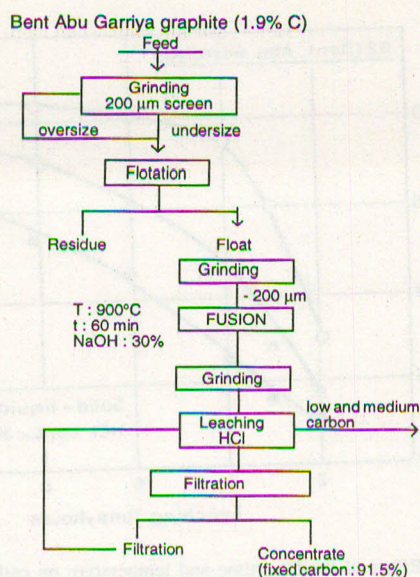 Bent Abu Garriya graphite (1.9% C)
Feed
Grinding
200 µm screen
oversize
undersize
Flotation
Residue
Float
Grinding
- 200 µm
T : 900°C
t : 60 min
NaOH : 30%
FUSION
Grinding
Leaching
HCl
low and medium
carbon
Filtration
Filtration
Concentrate
(fixed carbon : 91.5%)